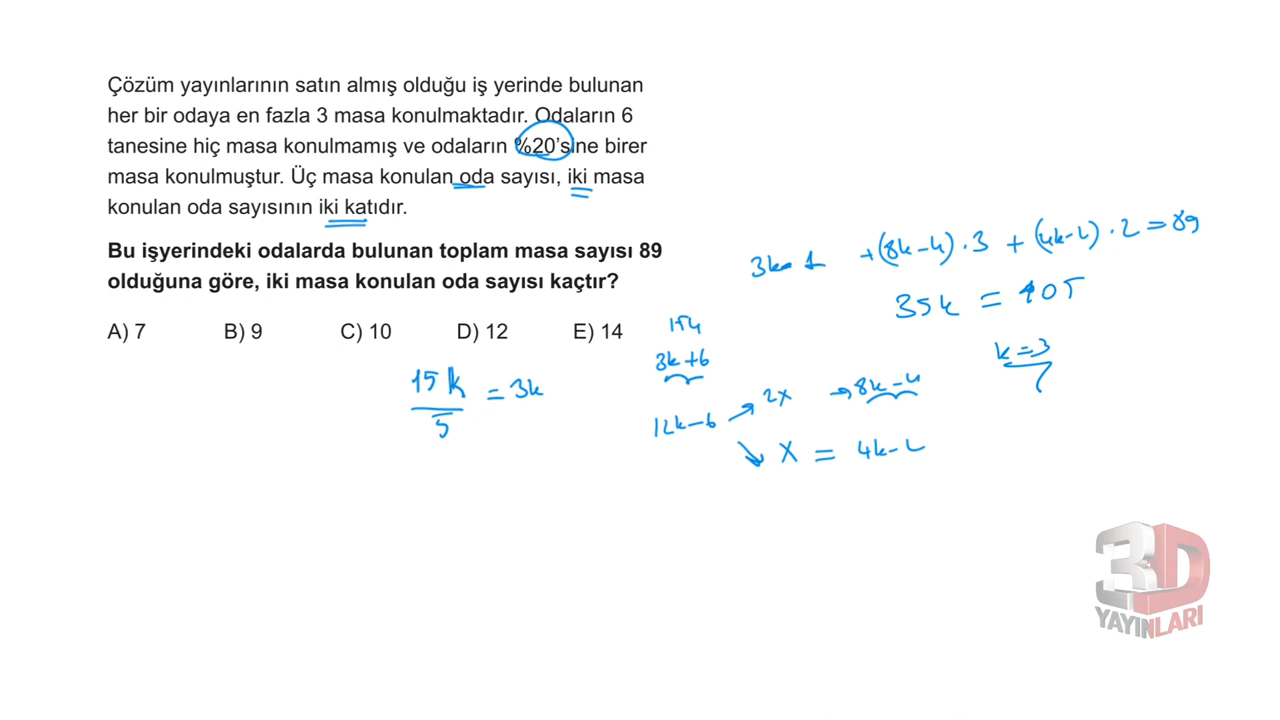 Çözüm yayınlarının satın almış olduğu iş yerinde bulunan
her bir odaya en fazla 3 masa konulmaktadır. Odaların 6
tanesine hiç masa konulmamış ve odaların %20'sine birer
masa konulmuştur. Üç masa konulan oda sayısı, iki masa
konulan oda sayısının iki katıdır.
Bu işyerindeki odalarda bulunan toplam masa sayısı 89
olduğuna göre, iki masa konulan oda sayısı kaçtır?
A) 7 B) 9 C) 10 D) 12 E) 14
3k·1 +(8k-4)·3 + (4k-2)·2 = 89
35k = 105
k=3
15k/5 = 3k
3k+6
12k-6 → 2x → 8k-4
↘ x = 4k-2
3D
YAYINLARI